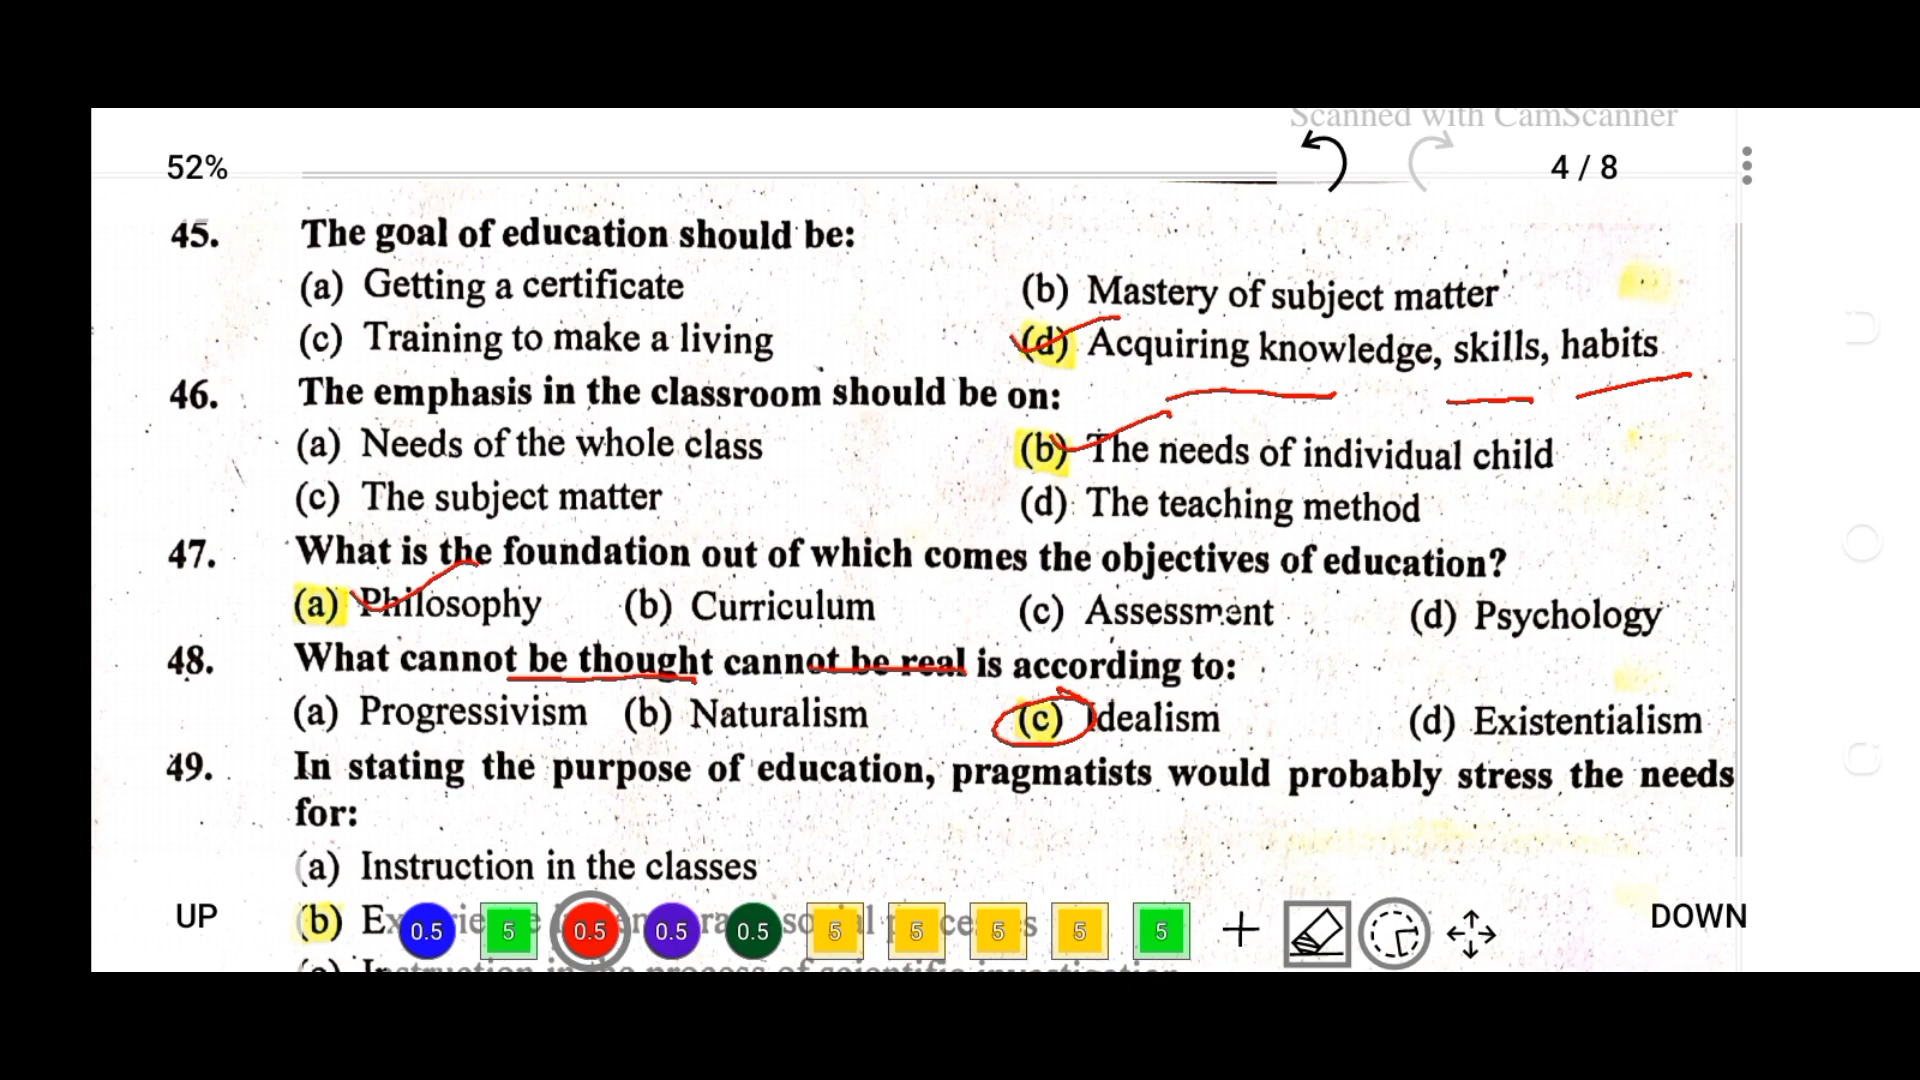 Scanned with CamScanner
52%
4 / 8
45. The goal of education should be:
(a) Getting a certificate (b) Mastery of subject matter
(c) Training to make a living (d) Acquiring knowledge, skills, habits
46. The emphasis in the classroom should be on:
(a) Needs of the whole class (b) The needs of individual child
(c) The subject matter (d) The teaching method
47. What is the foundation out of which comes the objectives of education?
(a) Philosophy (b) Curriculum (c) Assessment (d) Psychology
48. What cannot be thought cannot be real is according to:
(a) Progressivism (b) Naturalism (c) Idealism (d) Existentialism
49. In stating the purpose of education, pragmatists would probably stress the needs
for:
(a) Instruction in the classes
UP (b) DOWN
0.5 5 0.5 0.5 0.5 5 5 5 5 5
in the process of scientific investigation